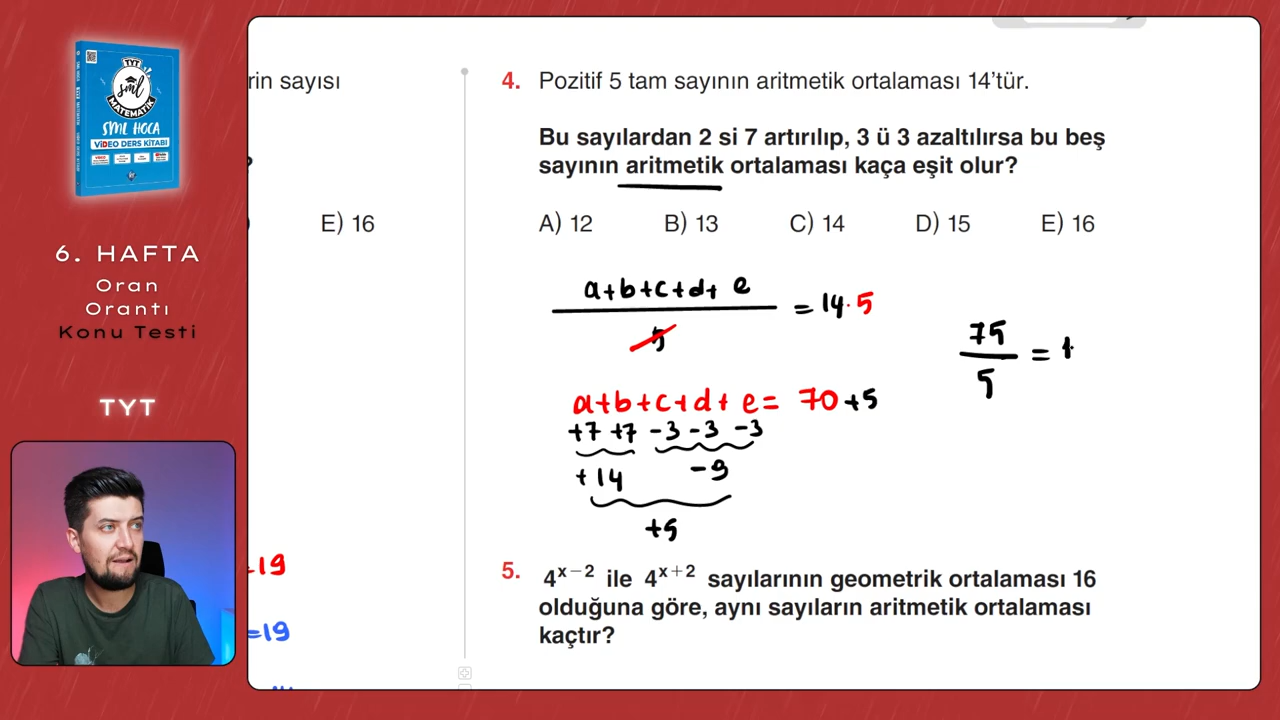 TYT
sml
MATEMATİK
SML HOCA
VİDEO DERS KİTABI
6. HAFTA
Oran
Orantı
Konu Testi
TYT
rin sayısı
?
E) 16
=19
=19
4. Pozitif 5 tam sayının aritmetik ortalaması 14'tür.
Bu sayılardan 2 si 7 artırılıp, 3 ü 3 azaltılırsa bu beş
sayının aritmetik ortalaması kaça eşit olur?
A) 12 B) 13 C) 14 D) 15 E) 16
a+b+c+d+ e
5
= 14·5
75
5
=
a+b+c+d+ e = 70+5
+7 +7 -3 -3 -3
+14 -9
+5
5. 4^{x-2} ile 4^{x+2} sayılarının geometrik ortalaması 16
olduğuna göre, aynı sayıların aritmetik ortalaması
kaçtır?